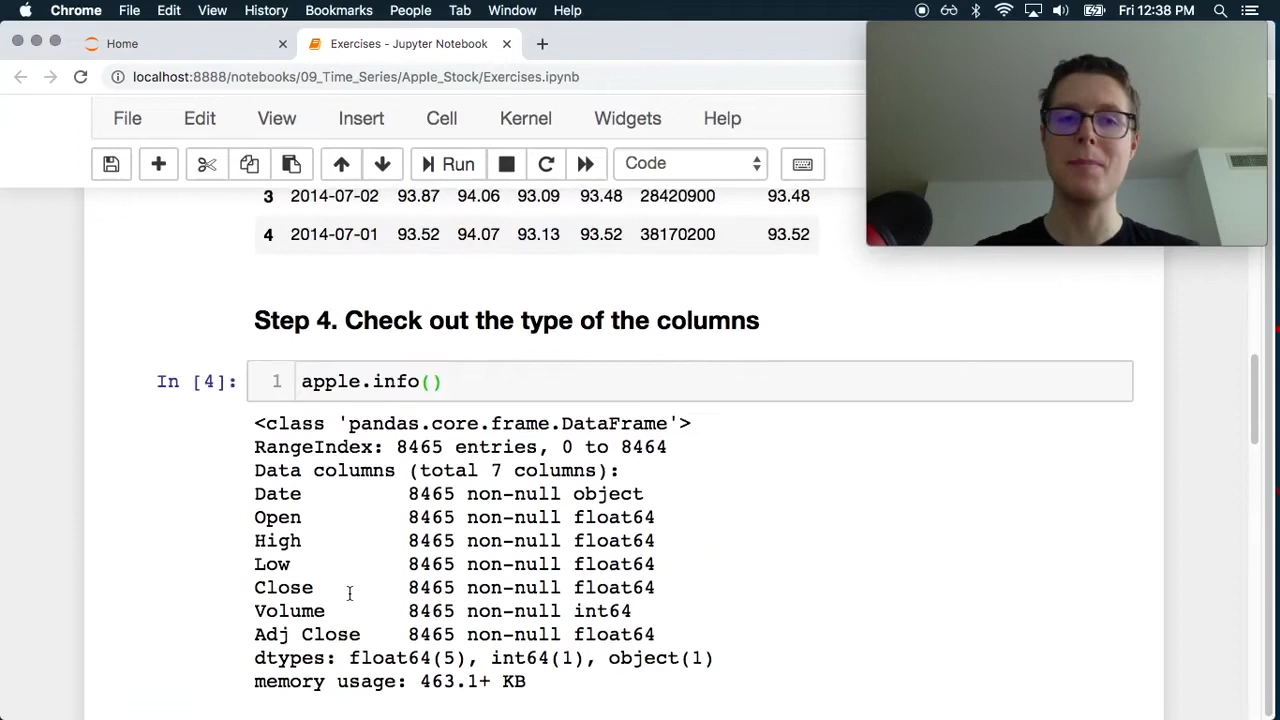 Chrome File Edit View History Bookmarks People Tab Window Help Fri 12:38 PM
Home Exercises - Jupyter Notebook
localhost:8888/notebooks/09_Time_Series/Apple_Stock/Exercises.ipynb
File Edit View Insert Cell Kernel Widgets Help
Run Code
3 2014-07-02 93.87 94.06 93.09 93.48 28420900 93.48
4 2014-07-01 93.52 94.07 93.13 93.52 38170200 93.52
Step 4. Check out the type of the columns
In [4]: 1 apple.info()
<class 'pandas.core.frame.DataFrame'>
RangeIndex: 8465 entries, 0 to 8464
Data columns (total 7 columns):
Date 8465 non-null object
Open 8465 non-null float64
High 8465 non-null float64
Low 8465 non-null float64
Close 8465 non-null float64
Volume 8465 non-null int64
Adj Close 8465 non-null float64
dtypes: float64(5), int64(1), object(1)
memory usage: 463.1+ KB